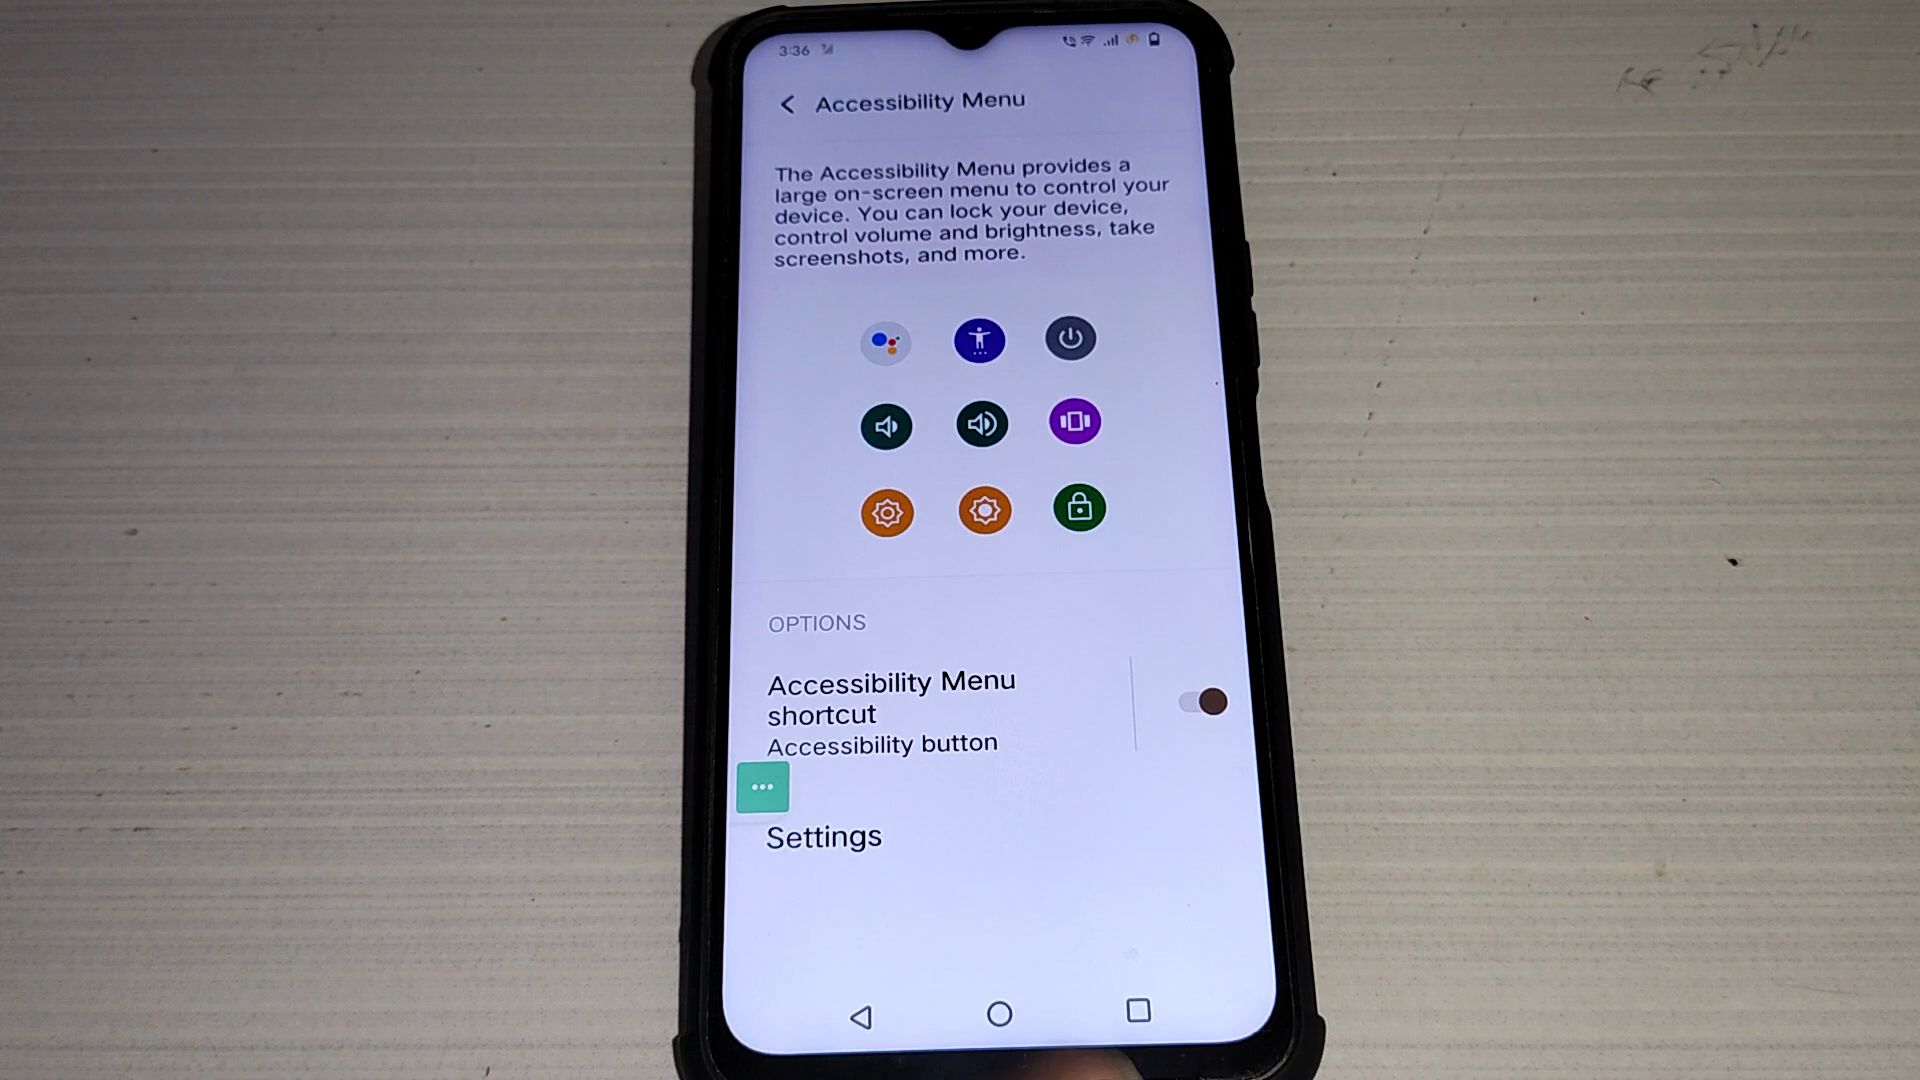 3:36
Accessibility Menu
The Accessibility Menu provides a
large on-screen menu to control your
device. You can lock your device,
control volume and brightness, take
screenshots, and more.
OPTIONS
Accessibility Menu
shortcut
Accessibility button
Settings